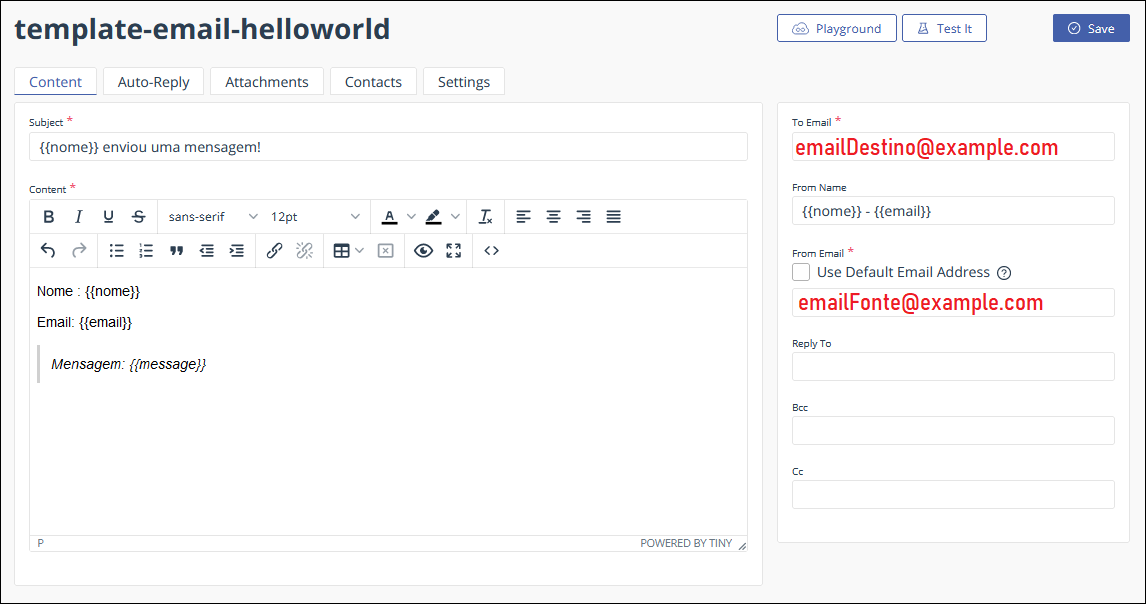 template-email-helloworld
Playground
Test It
Save
Content
Auto-Reply
Attachments
Contacts
Settings
Subject *
{{nome}} enviou uma mensagem!
Content *
B I U S sans-serif 12pt A
Nome : {{nome}}
Email: {{email}}
Mensagem: {{message}}
P
POWERED BY TINY
To Email *
emailDestino@example.com
From Name
{{nome}} - {{email}}
From Email *
Use Default Email Address ?
emailFonte@example.com
Reply To
Bcc
Cc